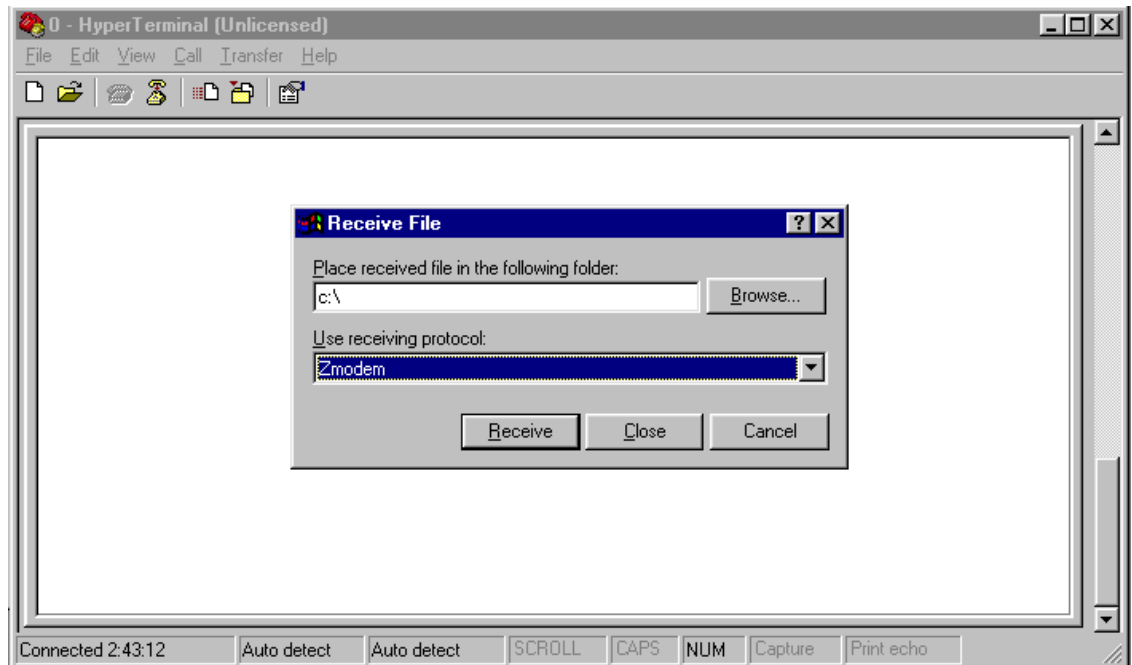 0 - HyperTerminal (Unlicensed)
File Edit View Call Transfer Help
Receive File
Place received file in the following folder:
c:\
Browse...
Use receiving protocol:
Zmodem
Receive Close Cancel
Connected 2:43:12 Auto detect Auto detect SCROLL CAPS NUM Capture Print echo